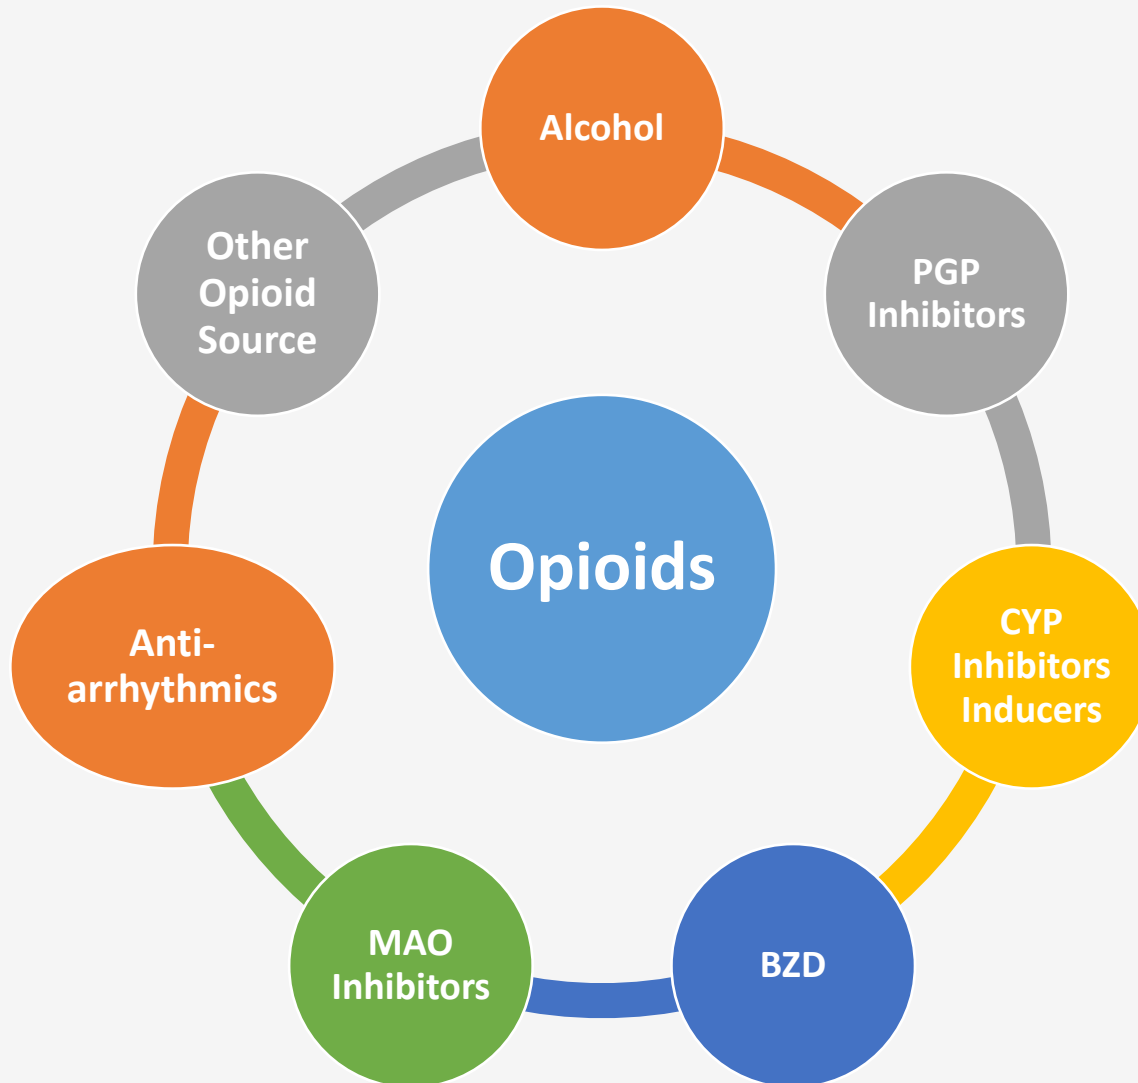 Alcohol
PGP
Inhibitors
CYP
Inhibitors
Inducers
BZD
MAO
Inhibitors
Anti-
arrhythmics
Other
Opioid
Source
Opioids